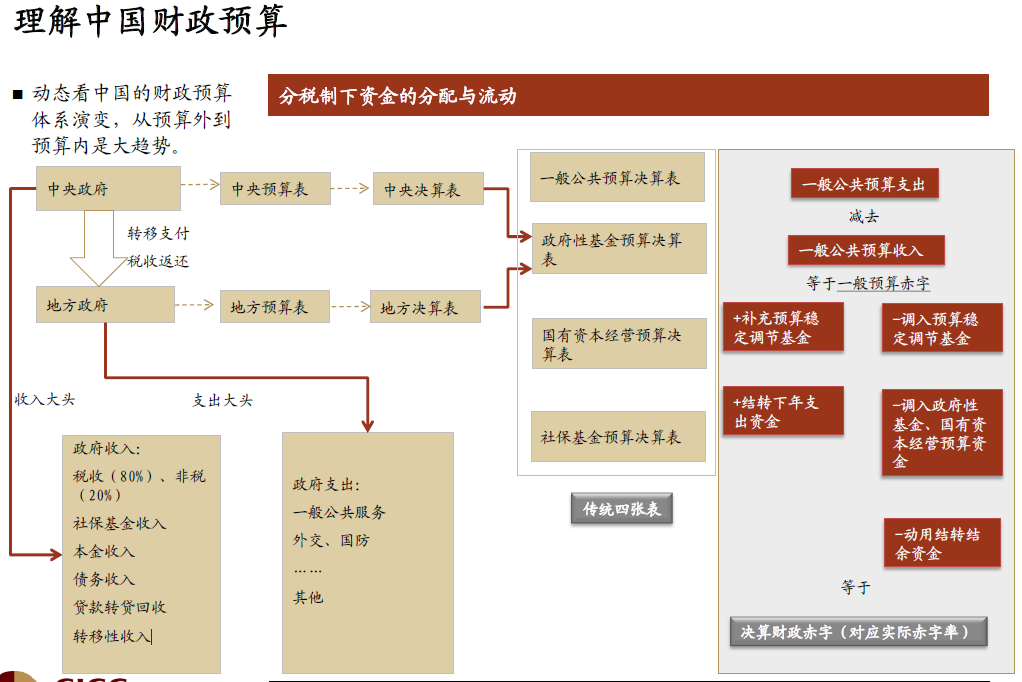 理解中国财政预算
■ 动态看中国的财政预算
体系演变，从预算外到
预算内是大趋势。
分税制下资金的分配与流动
中央政府
中央预算表
中央决算表
转移支付
税收返还
地方政府
地方预算表
地方决算表
收入大头
支出大头
政府收入：
税收（80%）、非税
（20%）
社保基金收入
本金收入
债务收入
贷款转贷回收
转移性收入
政府支出：
一般公共服务
外交、国防
……
其他
一般公共预算决算表
政府性基金预算决算
表
国有资本经营预算决
算表
社保基金预算决算表
传统四张表
一般公共预算支出
减去
一般公共预算收入
等于一般预算赤字
+补充预算稳
定调节基金
-调入预算稳
定调节基金
+结转下年支
出资金
-调入政府性
基金、国有资
本经营预算资
金
-动用结转结
余资金
等于
决算财政赤字（对应实际赤字率）